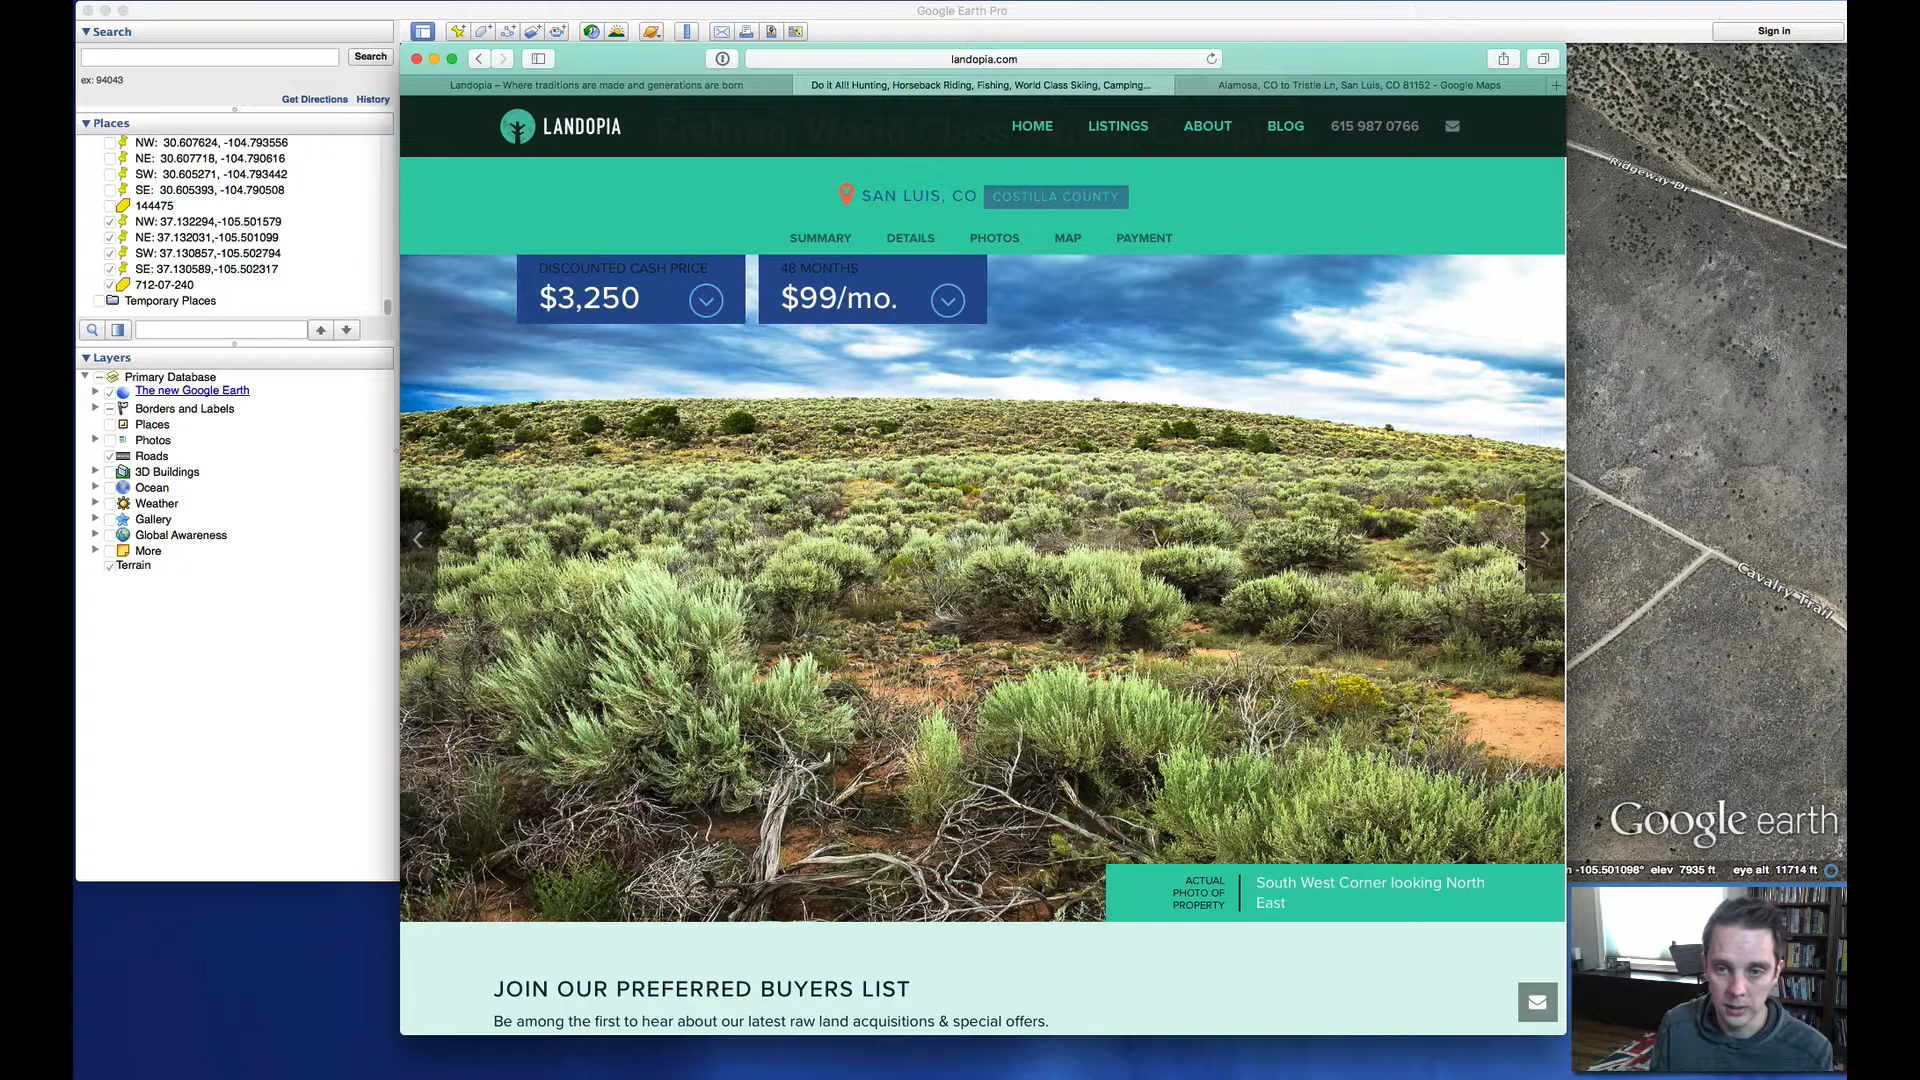 Google Earth Pro
Search
Search
ex: 94043
Get Directions History
Places
NW: 30.607624, -104.793556
NE: 30.607718, -104.790616
SW: 30.605271, -104.793442
SE: 30.605393, -104.790508
144475
NW: 37.132294,-105.501579
NE: 37.132031,-105.501099
SW: 37.130857,-105.502794
SE: 37.130589,-105.502317
712-07-240
Temporary Places
Layers
Primary Database
The new Google Earth
Borders and Labels
Places
Photos
Roads
3D Buildings
Ocean
Weather
Gallery
Global Awareness
More
Terrain
Sign in
landopia.com
Landopia – Where traditions are made and generations are born
Do it All! Hunting, Horseback Riding, Fishing, World Class Skiing, Camping...
Alamosa, CO to Tristle Ln, San Luis, CO 81152 - Google Maps
LANDOPIA
HOME LISTINGS ABOUT BLOG 615 987 0766
SAN LUIS, CO COSTILLA COUNTY
SUMMARY DETAILS PHOTOS MAP PAYMENT
DISCOUNTED CASH PRICE
$3,250
48 MONTHS
$99/mo.
ACTUAL
PHOTO OF
PROPERTY
South West Corner looking North
East
JOIN OUR PREFERRED BUYERS LIST
Be among the first to hear about our latest raw land acquisitions & special offers.
Ridgeway Dr
Cavalry Trail
Google earth
-105.501098° elev 7935 ft eye alt 11714 ft